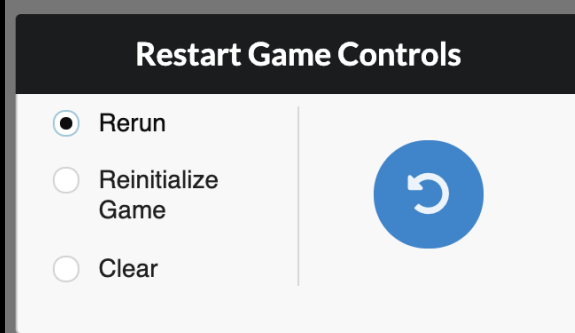 Restart Game Controls
Rerun
Reinitialize
Game
Clear